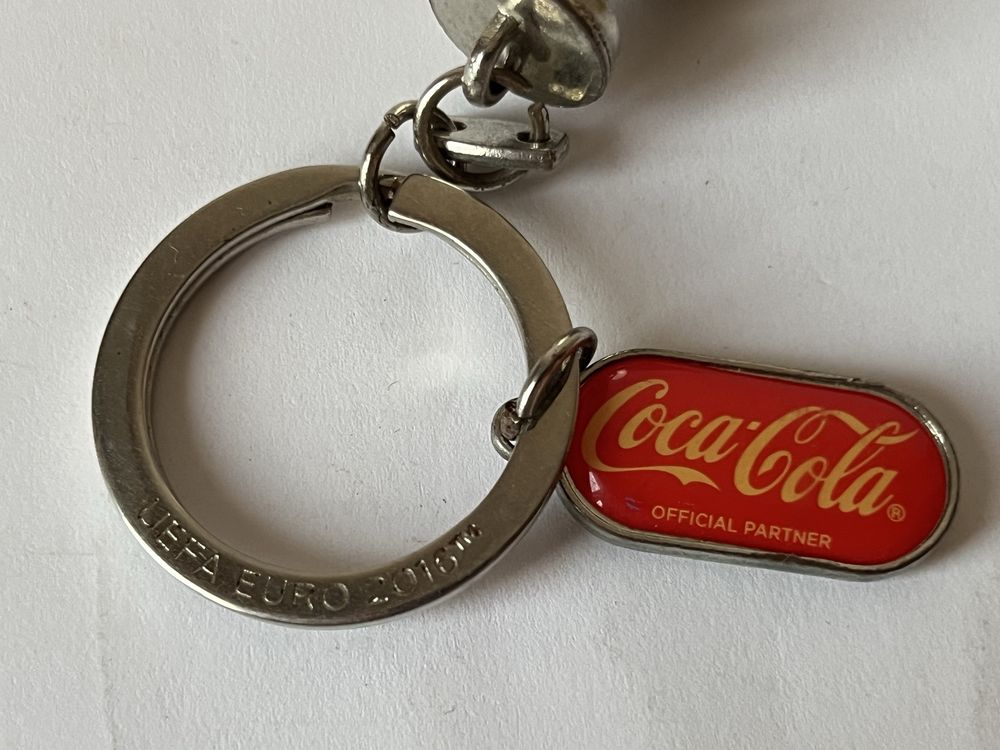 UEFA EURO 2016™
Coca-Cola®
OFFICIAL PARTNER